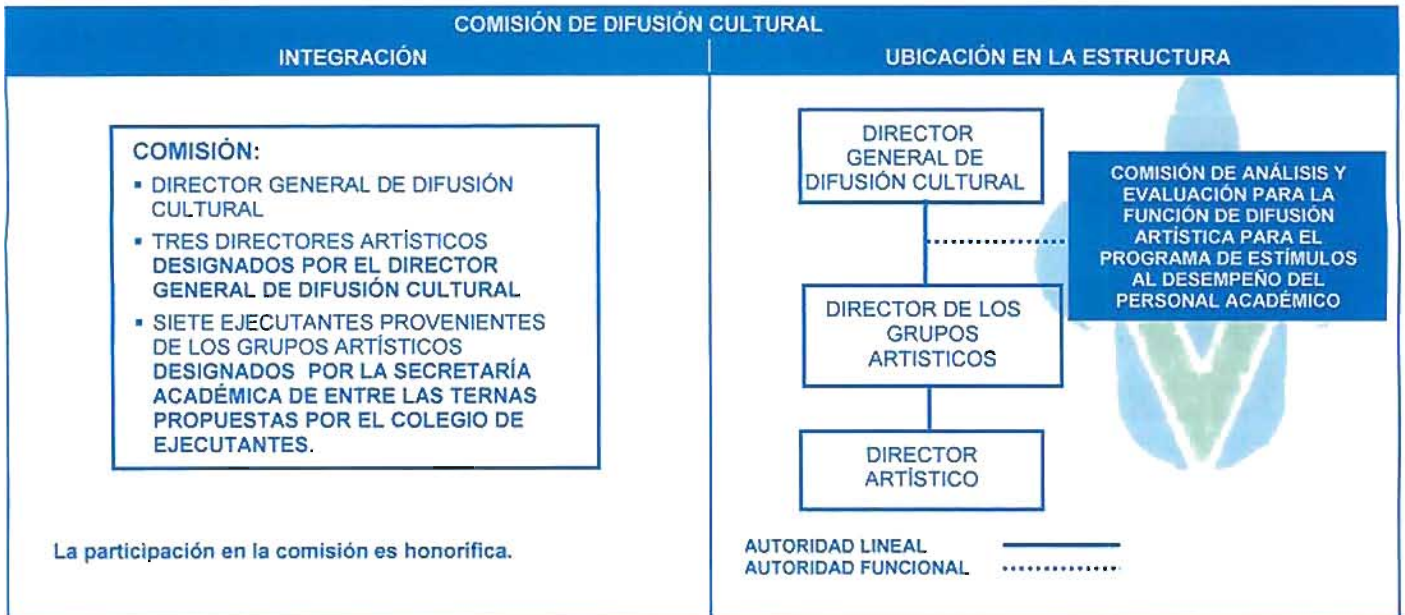 COMISIÓN DE DIFUSIÓN CULTURAL
INTEGRACIÓN
COMISIÓN:
▪ DIRECTOR GENERAL DE DIFUSIÓN
CULTURAL
▪ TRES DIRECTORES ARTÍSTICOS
DESIGNADOS POR EL DIRECTOR
GENERAL DE DIFUSIÓN CULTURAL
▪ SIETE EJECUTANTES PROVENIENTES
DE LOS GRUPOS ARTÍSTICOS
DESIGNADOS POR LA SECRETARÍA
ACADÉMICA DE ENTRE LAS TERNAS
PROPUESTAS POR EL COLEGIO DE
EJECUTANTES.
La participación en la comisión es honorífica.
UBICACIÓN EN LA ESTRUCTURA
DIRECTOR
GENERAL DE
DIFUSIÓN CULTURAL
COMISIÓN DE ANÁLISIS Y
EVALUACIÓN PARA LA
FUNCIÓN DE DIFUSIÓN
ARTÍSTICA PARA EL
PROGRAMA DE ESTÍMULOS
AL DESEMPEÑO DEL
PERSONAL ACADÉMICO
DIRECTOR DE LOS
GRUPOS
ARTISTICOS
DIRECTOR
ARTÍSTICO
AUTORIDAD LINEAL
AUTORIDAD FUNCIONAL